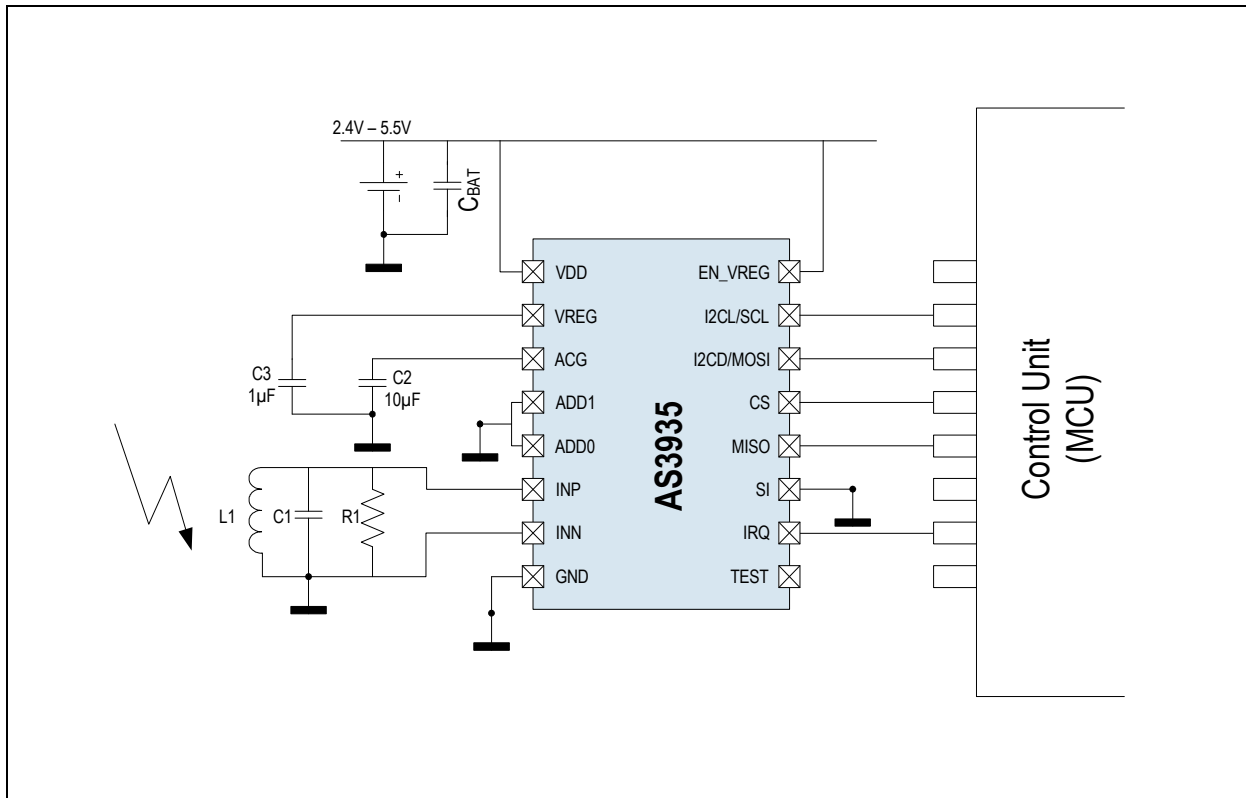 2.4V – 5.5V
+
-
CBAT
VDD
VREG
ACG
ADD1
ADD0
INP
INN
GND
AS3935
EN_VREG
I2CL/SCL
I2CD/MOSI
CS
MISO
SI
IRQ
TEST
C3
1µF
C2
10µF
L1
C1
R1
Control Unit
(MCU)